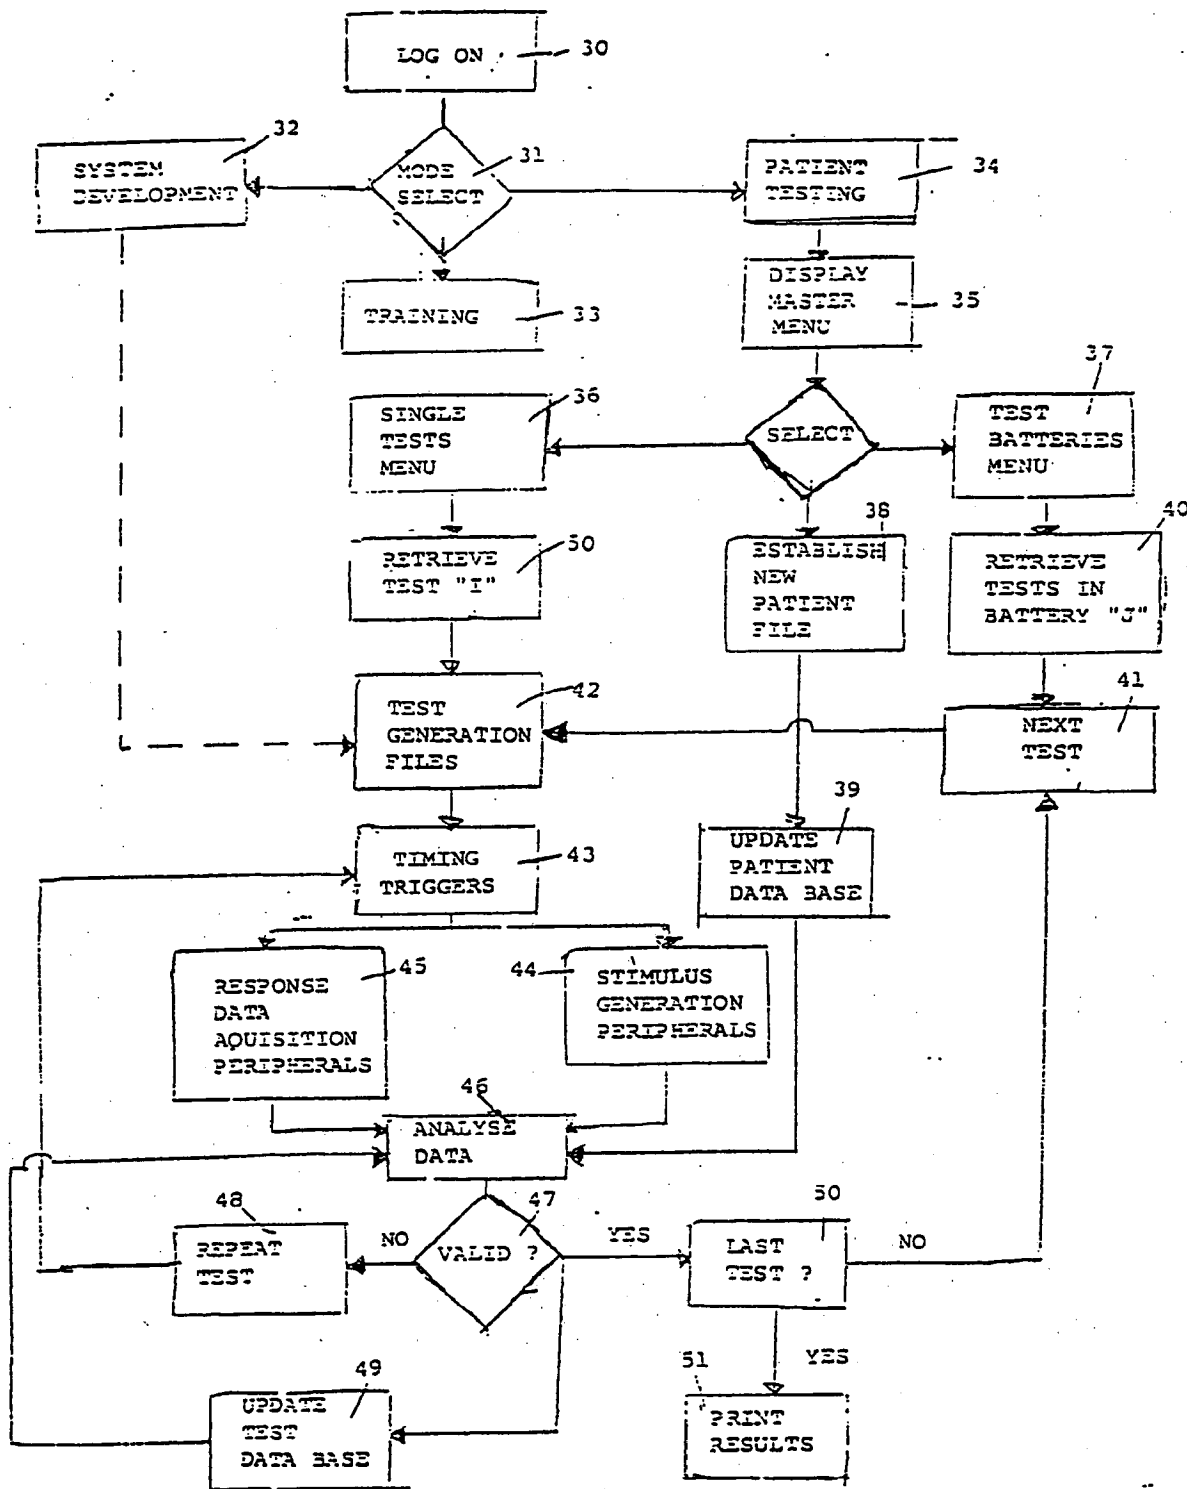 LOG ON
30
32
SYSTEM
DEVELOPMENT
MODE
SELECT
31
PATIENT
TESTING
34
TRAINING
33
DISPLAY
MASTER
MENU
35
36
SINGLE
TESTS
MENU
SELECT
37
TEST
BATTERIES
MENU
50
RETRIEVE
TEST "I"
38
ESTABLISH
NEW
PATIENT
FILE
40
RETRIEVE
TESTS IN
BATTERY "J"
42
TEST
GENERATION
FILES
41
NEXT
TEST
TIMING
TRIGGERS
43
39
UPDATE
PATIENT
DATA BASE
45
RESPONSE
DATA
AQUISITION
PERIPHERALS
44
STIMULUS
GENERATION
PERIPHERALS
46
ANALYSE
DATA
48
REPEAT
TEST
NO
47
VALID ?
YES
50
LAST
TEST ?
NO
YES
49
UPDATE
TEST
DATA BASE
51
PRINT
RESULTS